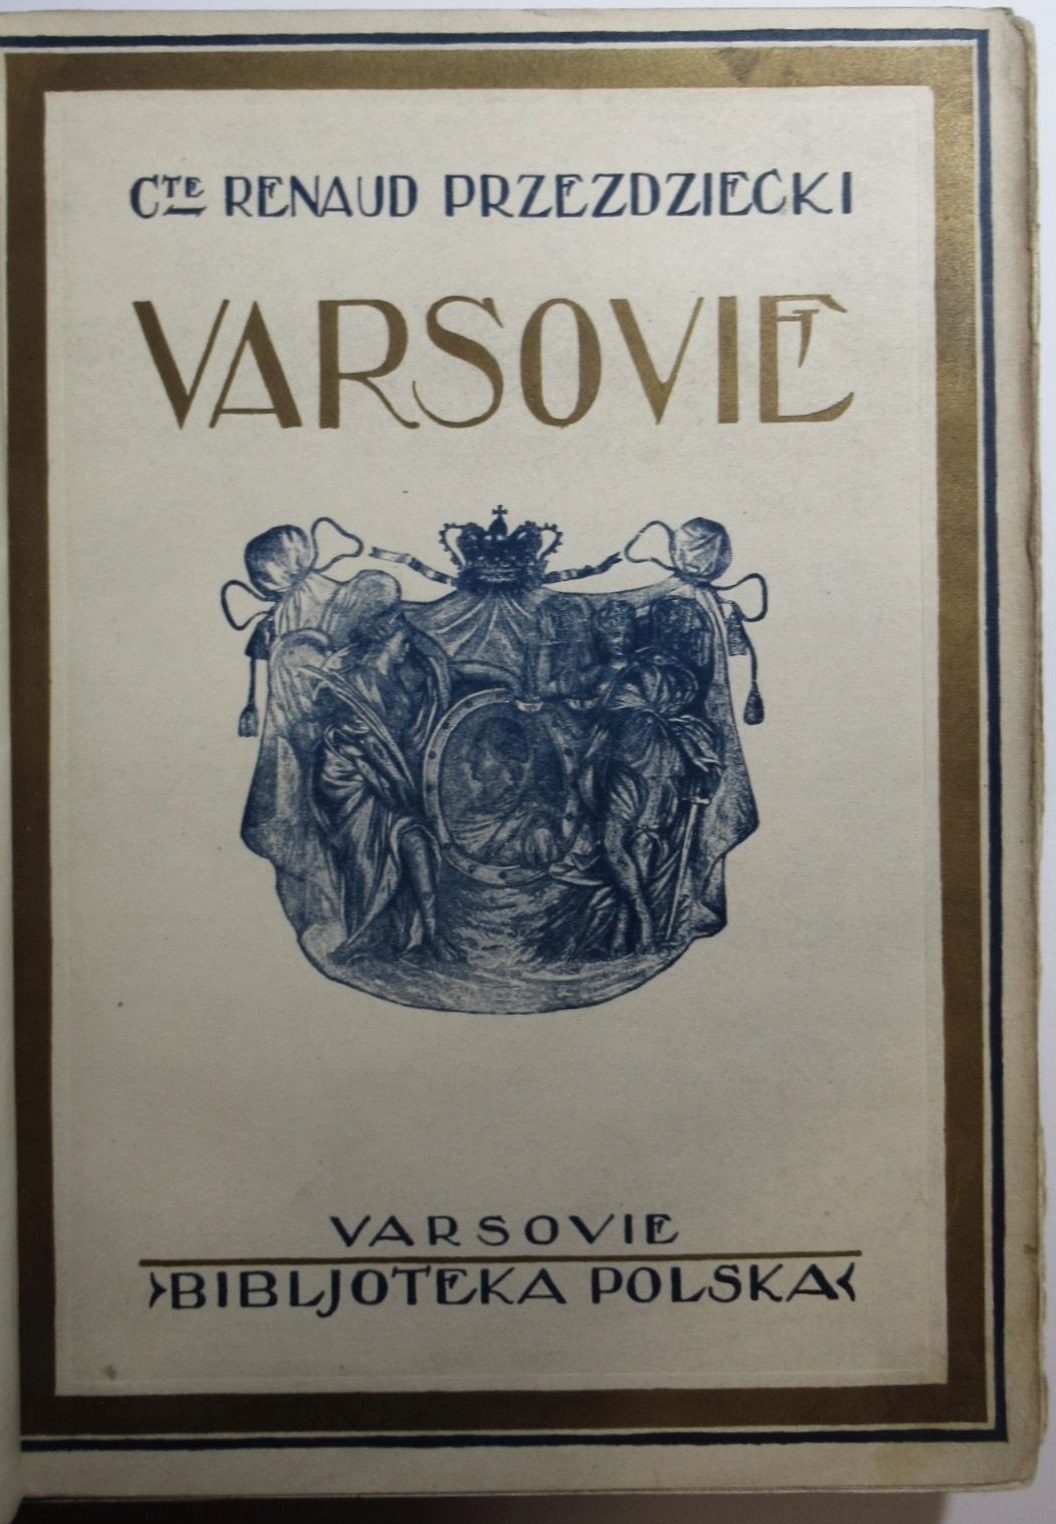 CTE RENAUD PRZEZDZIECKI
VARSOVIE
VARSOVIE
›BIBLJOTEKA POLSKA‹